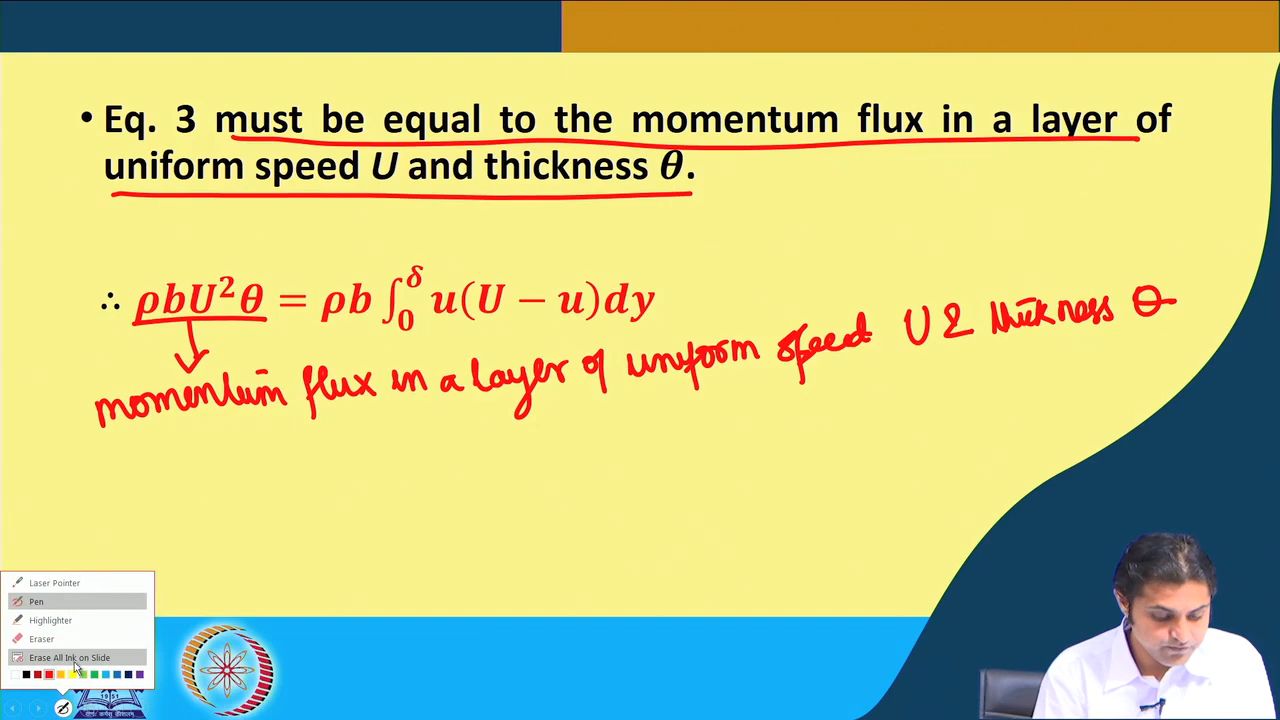 • Eq. 3 must be equal to the momentum flux in a layer of
uniform speed U and thickness θ.
∴ ρbU²θ = ρb ∫₀^δ u(U − u)dy
momentum flux in a layer of uniform speed U & thickness θ
Laser Pointer
Pen
Highlighter
Eraser
Erase All Ink on Slide
1951